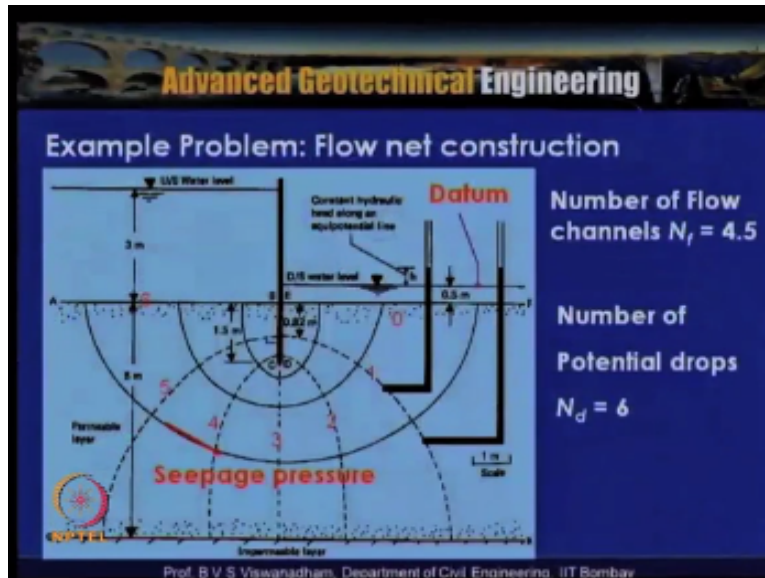 Advanced Geotechnical Engineering
Example Problem: Flow net construction
U/S Water level
Constant hydraulic
head along an
equipotential line
Datum
Number of Flow
channels Nf = 4.5
3 m
D/S water level
h
0.5 m
A
6
B
E
F
0
1.5 m
0.82 m
Number of
Potential drops
Nd = 6
C
D
1
5
8 m
4
3
2
Permeable
layer
1 m
Scale
Seepage pressure
NPTEL
Impermeable layer
Prof. B V S Viswanadham, Department of Civil Engineering, IIT Bombay